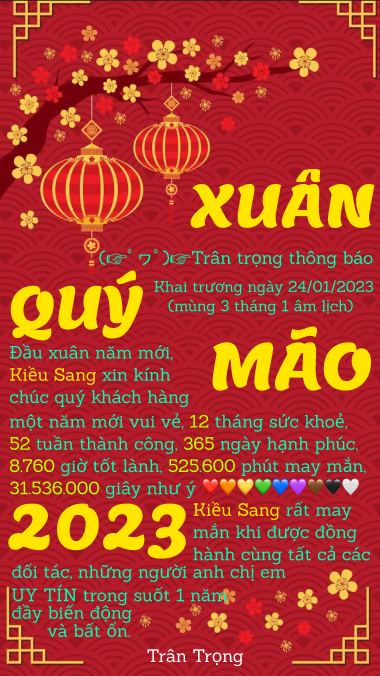 XUÂN
(☞ﾟヮﾟ)☞Trân trọng thông báo
QUÝ
Khai trương ngày 24/01/2023
(mùng 3 tháng 1 âm lịch)
MÃO
Đầu xuân năm mới,
Kiều Sang xin kính
chúc quý khách hàng
một năm mới vui vẻ, 12 tháng sức khoẻ,
52 tuần thành công, 365 ngày hạnh phúc,
8.760 giờ tốt lành, 525.600 phút may mắn,
31.536.000 giây như ý ❤️🧡💛💚💙💜🤎🖤🤍
2023
Kiều Sang rất may
mắn khi được đồng
hành cùng tất cả các
đối tác, những người anh chị em
UY TÍN trong suốt 1 năm
đầy biến động
và bất ổn.
Trân Trọng